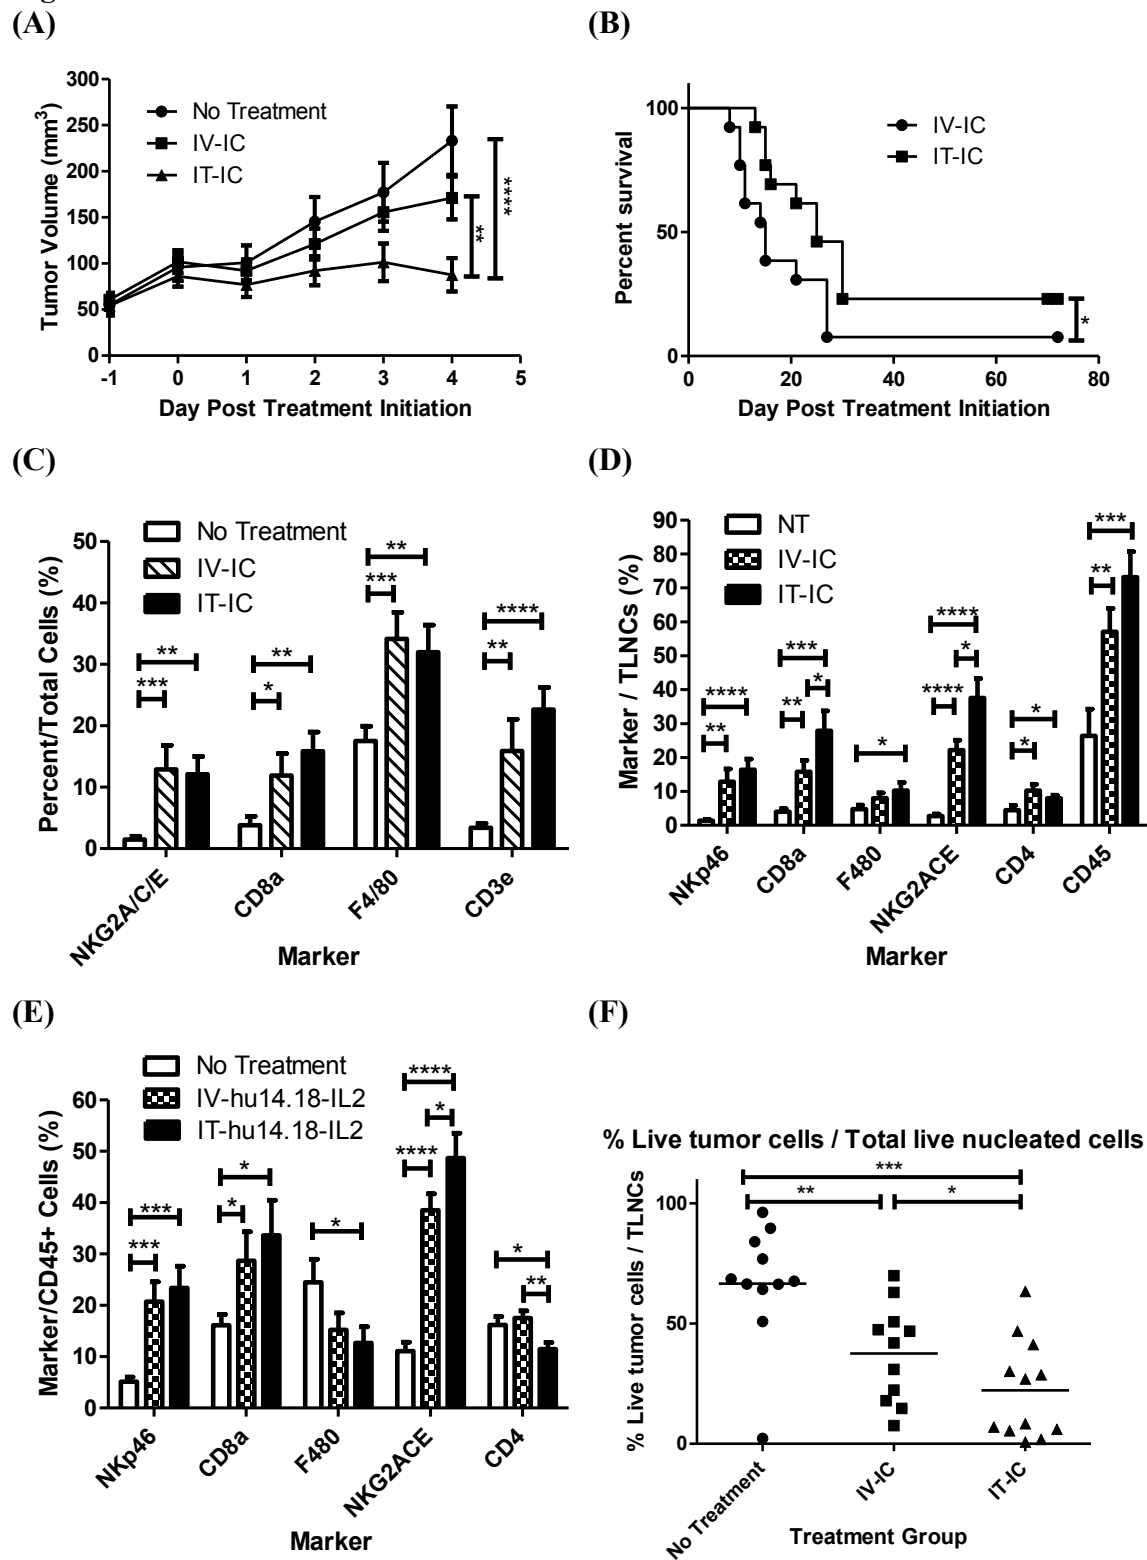 (A)
(B)
Tumor Volume (mm3)
300
250
200
150
100
50
0
No Treatment
IV-IC
IT-IC
**
****
-1 0 1 2 3 4 5
Day Post Treatment Initiation
Percent survival
100
50
0
IV-IC
IT-IC
*
0 20 40 60 80
Day Post Treatment Initiation
(C)
(D)
Percent/Total Cells (%)
50
40
30
20
10
0
No Treatment
IV-IC
IT-IC
** *** ** * ** *** **** **
NKG2A/C/E CD8a F4/80 CD3e
Marker
Marker / TLNCs (%)
90
80
70
60
50
40
30
20
10
0
NT
IV-IC
IT-IC
**** ** *** ** * * **** **** * * * *** **
NKp46 CD8a F480 NKG2ACE CD4 CD45
Marker
(E)
(F)
Marker/CD45+ Cells (%)
60
50
40
30
20
10
0
No Treatment
IV-hu14.18-IL2
IT-hu14.18-IL2
*** *** * * * **** **** * * **
NKp46 CD8a F480 NKG2ACE CD4
Marker
% Live tumor cells / Total live nucleated cells
% Live tumor cells / TLNCs
100
50
0
***
** *
No Treatment IV-IC IT-IC
Treatment Group